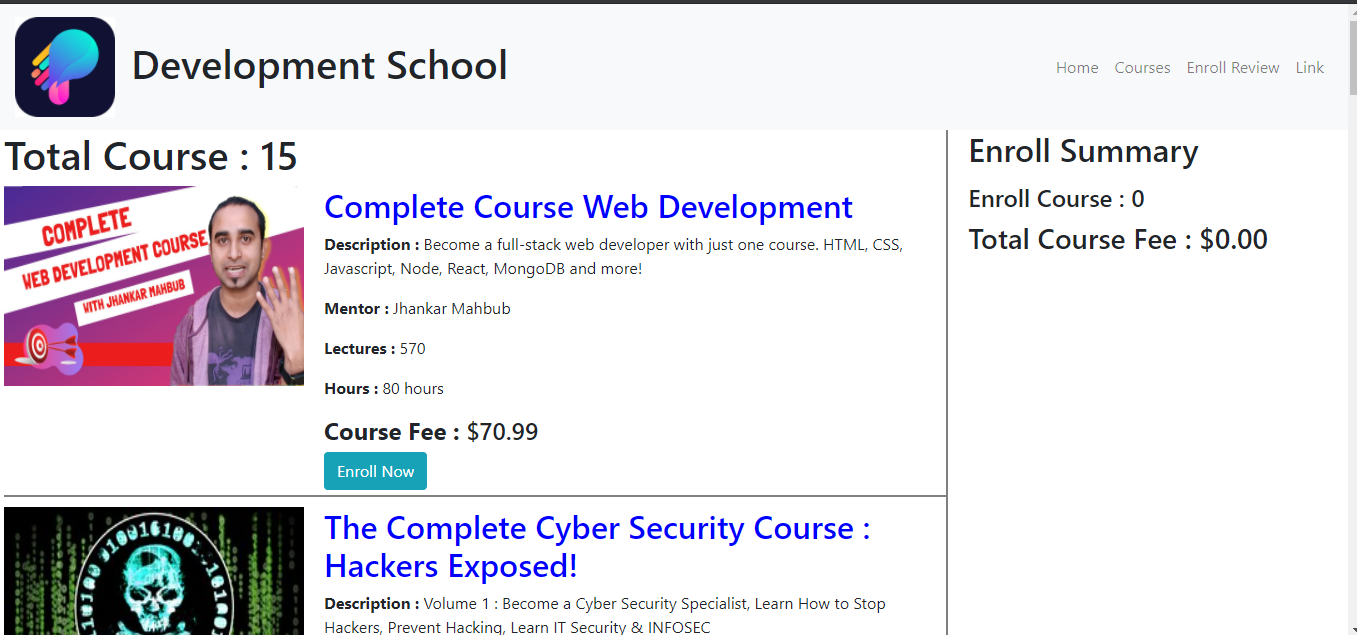 Development School
Home Courses Enroll Review Link
Total Course : 15
COMPLETE
WEB DEVELOPMENT COURSE
WITH JHANKAR MAHBUB
Complete Course Web Development
Description : Become a full-stack web developer with just one course. HTML, CSS,
Javascript, Node, React, MongoDB and more!
Mentor : Jhankar Mahbub
Lectures : 570
Hours : 80 hours
Course Fee : $70.99
Enroll Now
The Complete Cyber Security Course :
Hackers Exposed!
Description : Volume 1 : Become a Cyber Security Specialist, Learn How to Stop
Hackers, Prevent Hacking, Learn IT Security & INFOSEC
Enroll Summary
Enroll Course : 0
Total Course Fee : $0.00